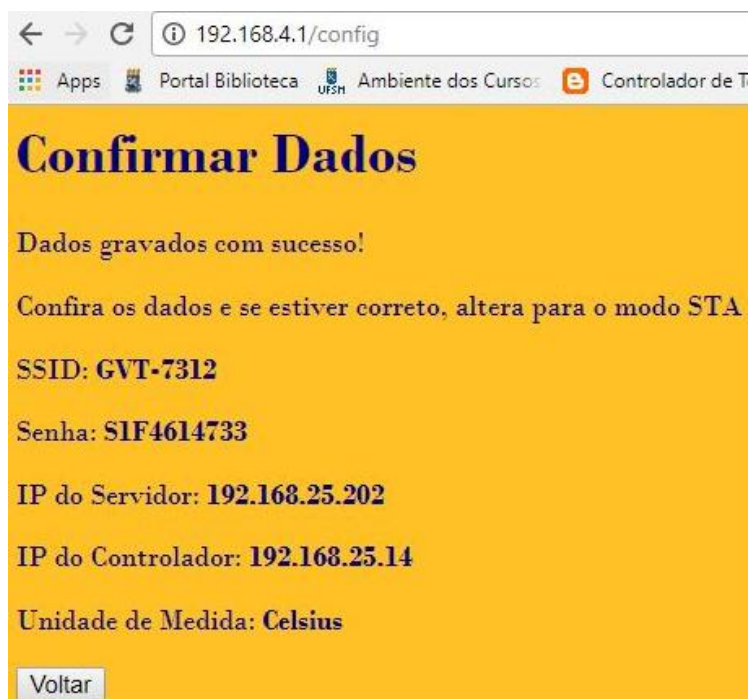 192.168.4.1/config
Apps Portal Biblioteca UFSM Ambiente dos Cursos Controlador de
Confirmar Dados
Dados gravados com sucesso!
Confira os dados e se estiver correto, altera para o modo STA
SSID: GVT-7312
Senha: S1F4614733
IP do Servidor: 192.168.25.202
IP do Controlador: 192.168.25.14
Unidade de Medida: Celsius
Voltar